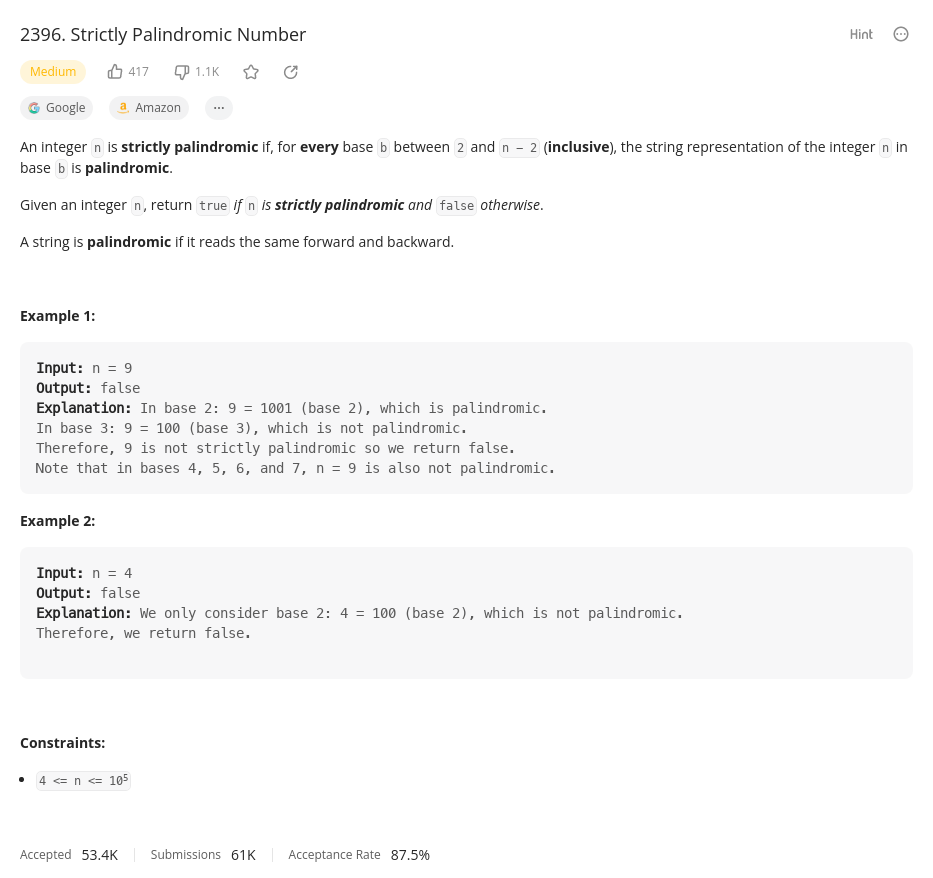 2396. Strictly Palindromic Number
Hint
Medium
417
1.1K
Google
Amazon
An integer n is strictly palindromic if, for every base b between 2 and n - 2 (inclusive), the string representation of the integer n in
base b is palindromic.
Given an integer n, return true if n is strictly palindromic and false otherwise.
A string is palindromic if it reads the same forward and backward.
Example 1:
Input: n = 9
Output: false
Explanation: In base 2: 9 = 1001 (base 2), which is palindromic.
In base 3: 9 = 100 (base 3), which is not palindromic.
Therefore, 9 is not strictly palindromic so we return false.
Note that in bases 4, 5, 6, and 7, n = 9 is also not palindromic.
Example 2:
Input: n = 4
Output: false
Explanation: We only consider base 2: 4 = 100 (base 2), which is not palindromic.
Therefore, we return false.
Constraints:
• 4 <= n <= 10⁵
Accepted 53.4K Submissions 61K Acceptance Rate 87.5%